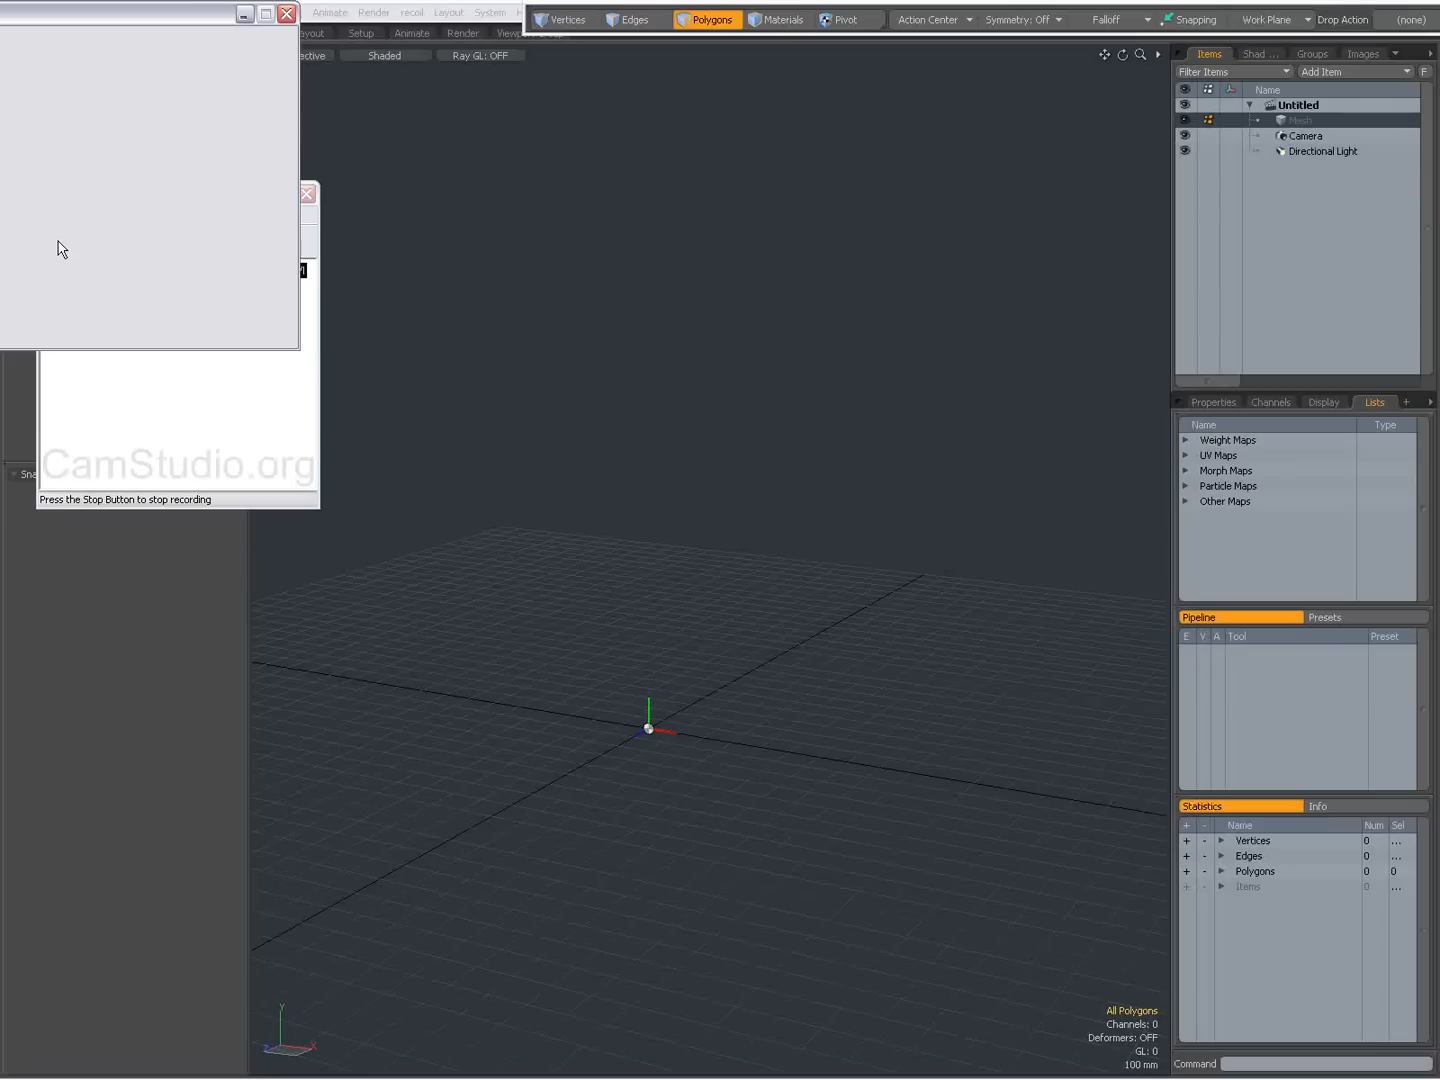 Animate Render recoil Layout System
Vertices Edges Polygons Materials Pivot Action Center Symmetry: Off Falloff Snapping Work Plane Drop Action (none)
Setup Animate Render
Shaded Ray GL: OFF
Items Shad ... Groups Images
Filter Items Add Item F
Name
Untitled
Mesh
Camera
Directional Light
Properties Channels Display Lists +
Name Type
Weight Maps
UV Maps
Morph Maps
Particle Maps
Other Maps
CamStudio.org
Press the Stop Button to stop recording
Pipeline Presets
E V A Tool Preset
Statistics Info
+ - Name Num Sel
+ - Vertices 0 ...
+ - Edges 0 ...
+ - Polygons 0 0
+ - Items 0 ...
Y
Z X
All Polygons
Channels: 0
Deformers: OFF
GL: 0
100 mm
Command